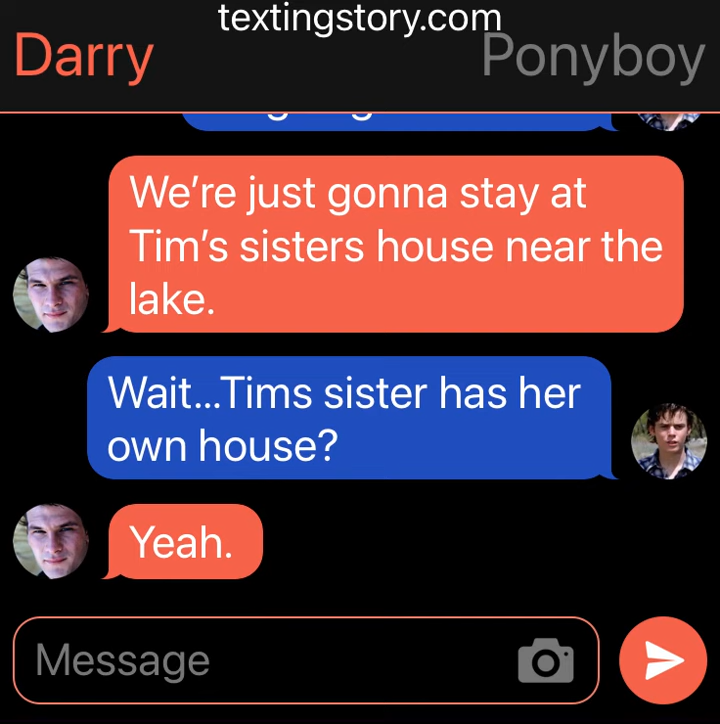 textingstory.com
Darry
Ponyboy
We’re just gonna stay at
Tim’s sisters house near the
lake.
Wait...Tims sister has her
own house?
Yeah.
Message